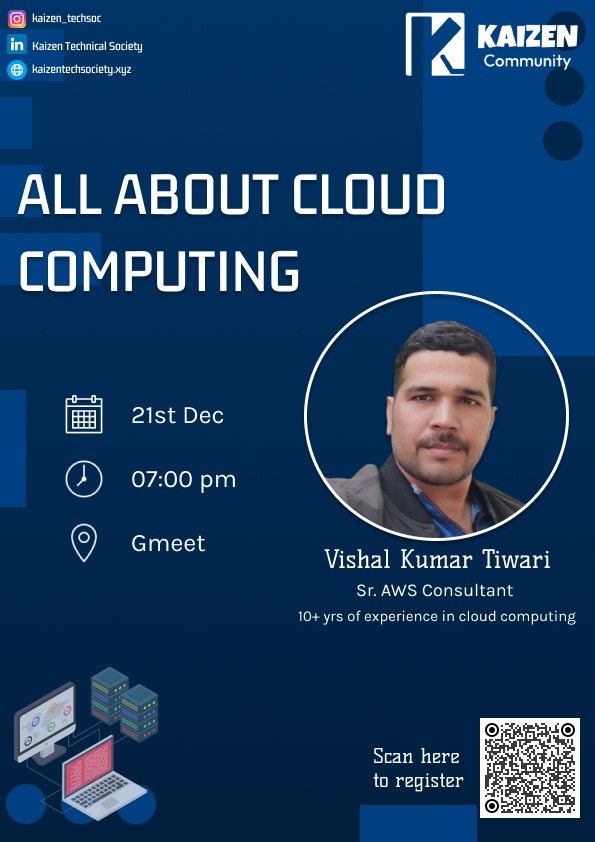 kaizen_techsoc
Kaizen Technical Society
kaizentechsociety.xyz
KAIZEN
Community
ALL ABOUT CLOUD
COMPUTING
21st Dec
07:00 pm
Gmeet
Vishal Kumar Tiwari
Sr. AWS Consultant
10+ yrs of experience in cloud computing
Scan here
to register